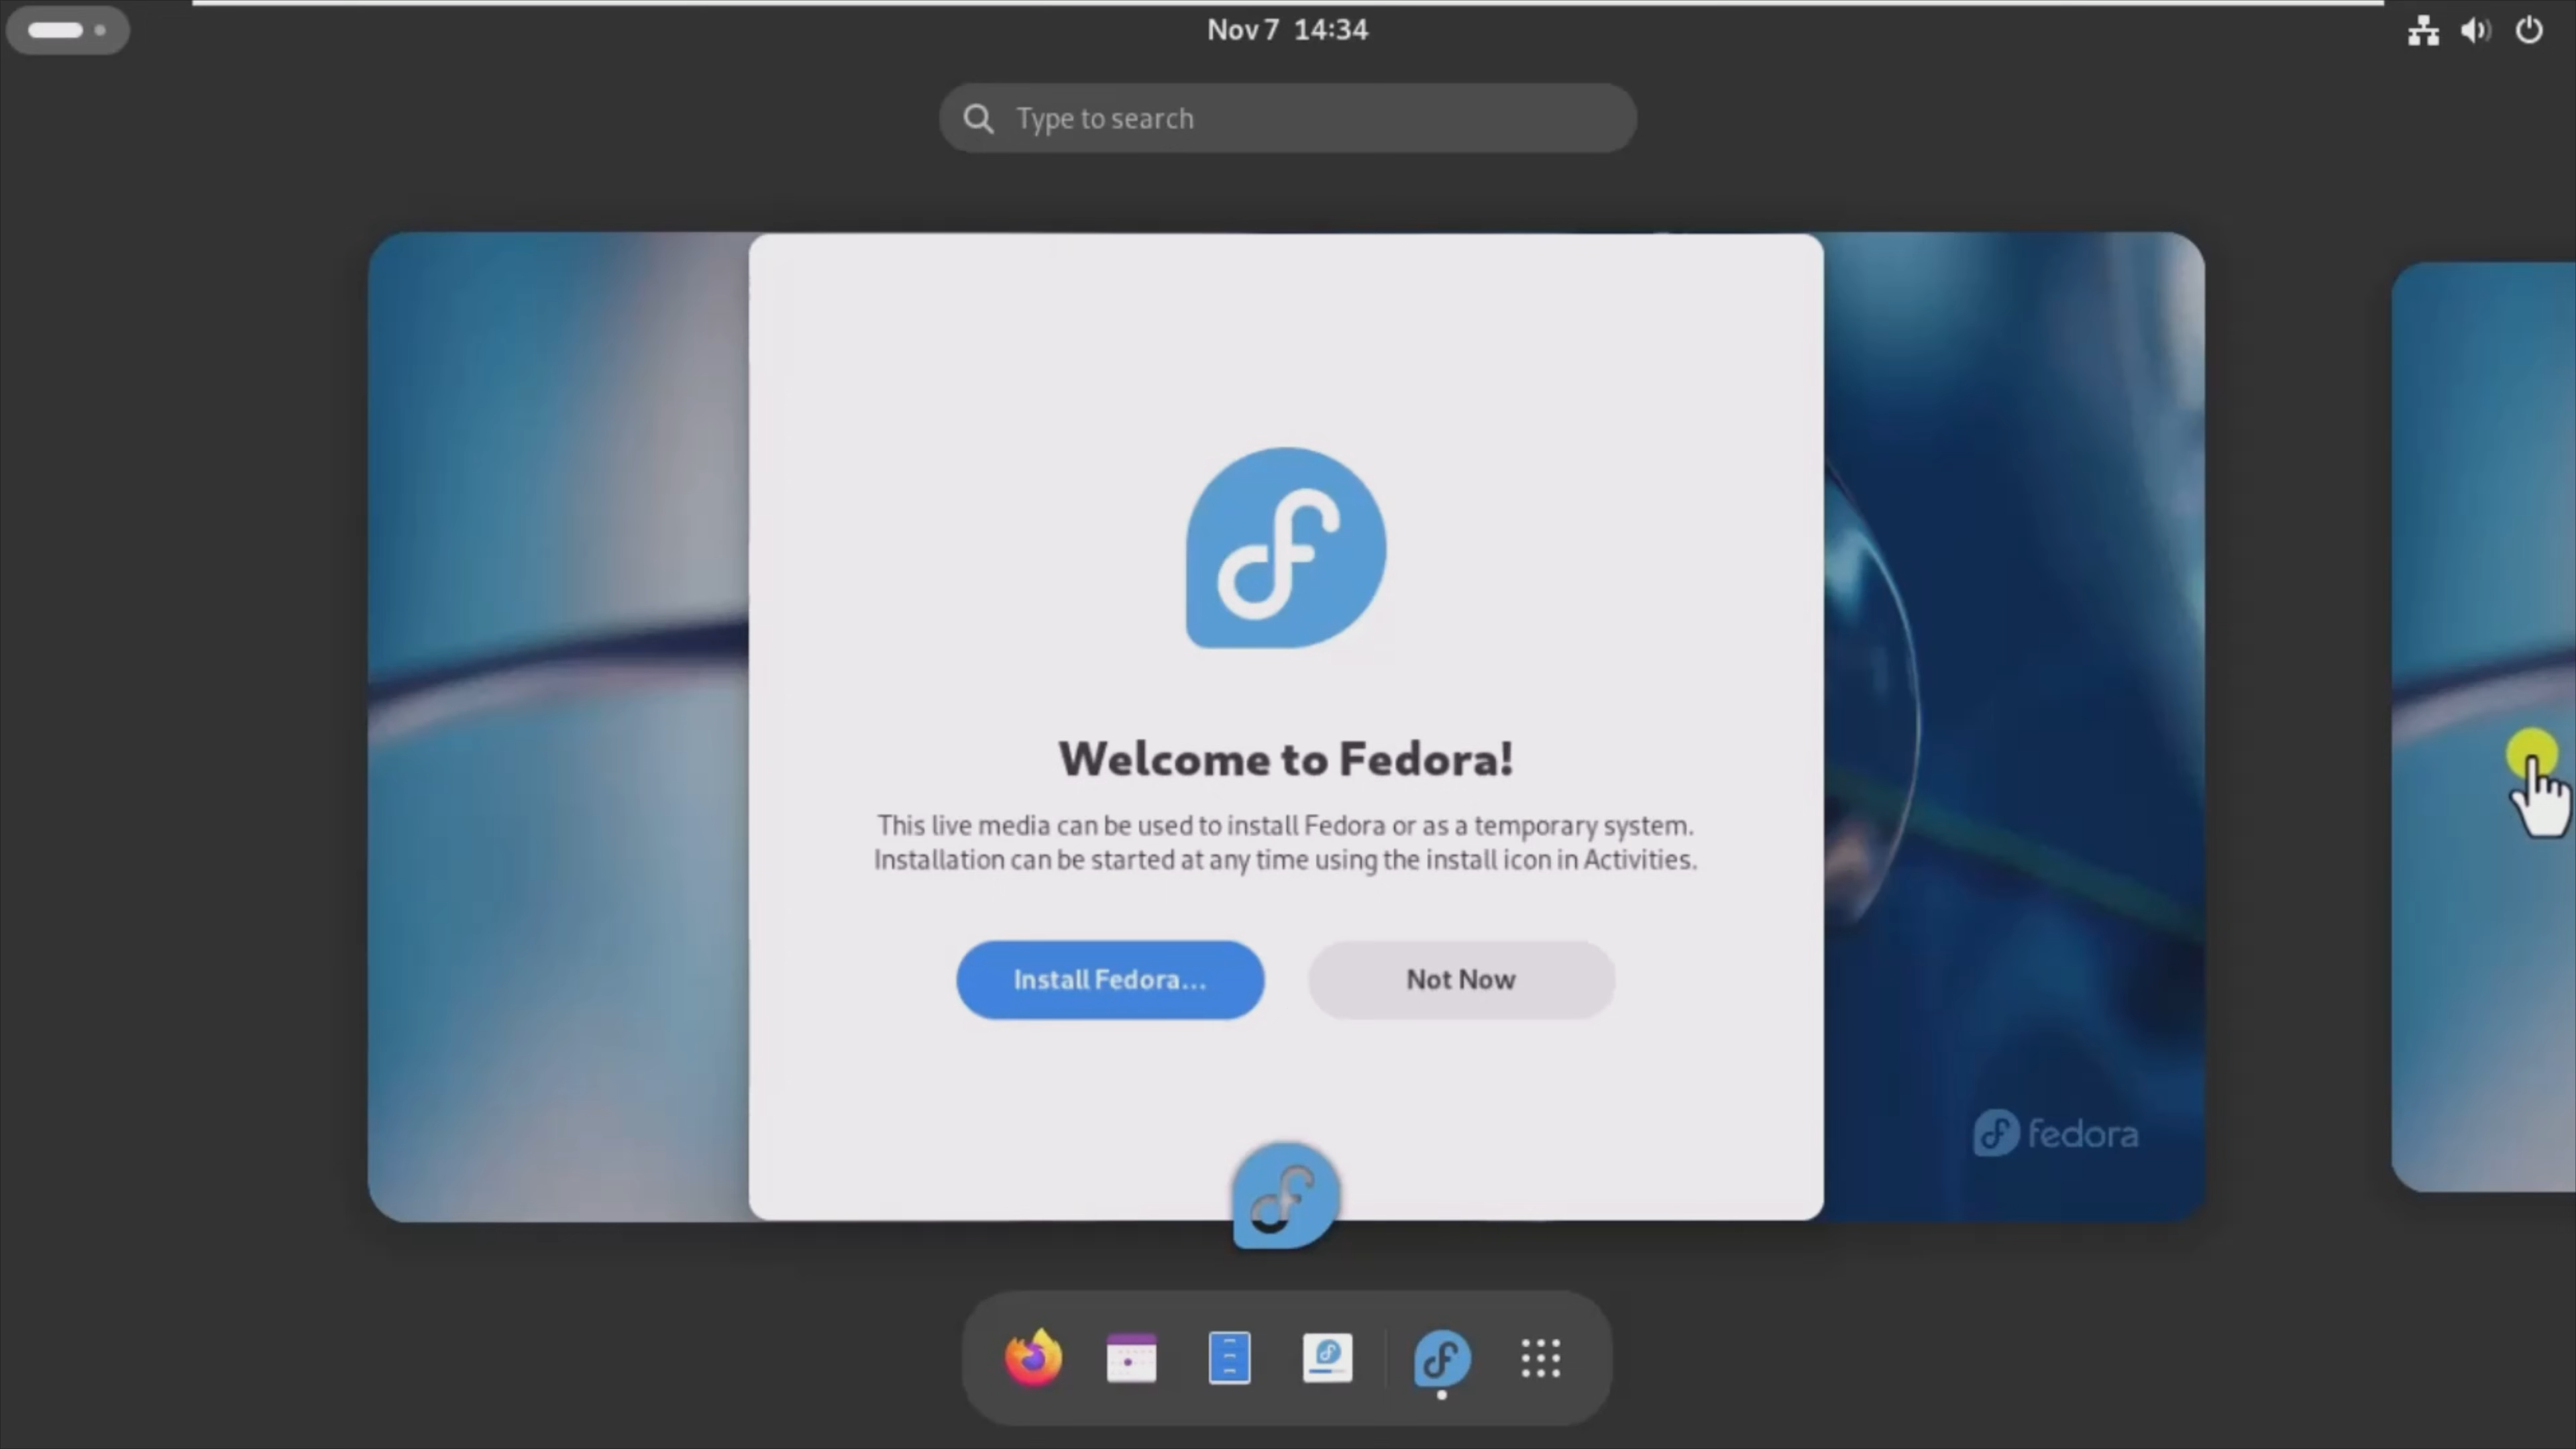 Nov 7 14:34
Type to search
Welcome to Fedora!
This live media can be used to install Fedora or as a temporary system.
Installation can be started at any time using the install icon in Activities.
Install Fedora...
Not Now
fedora